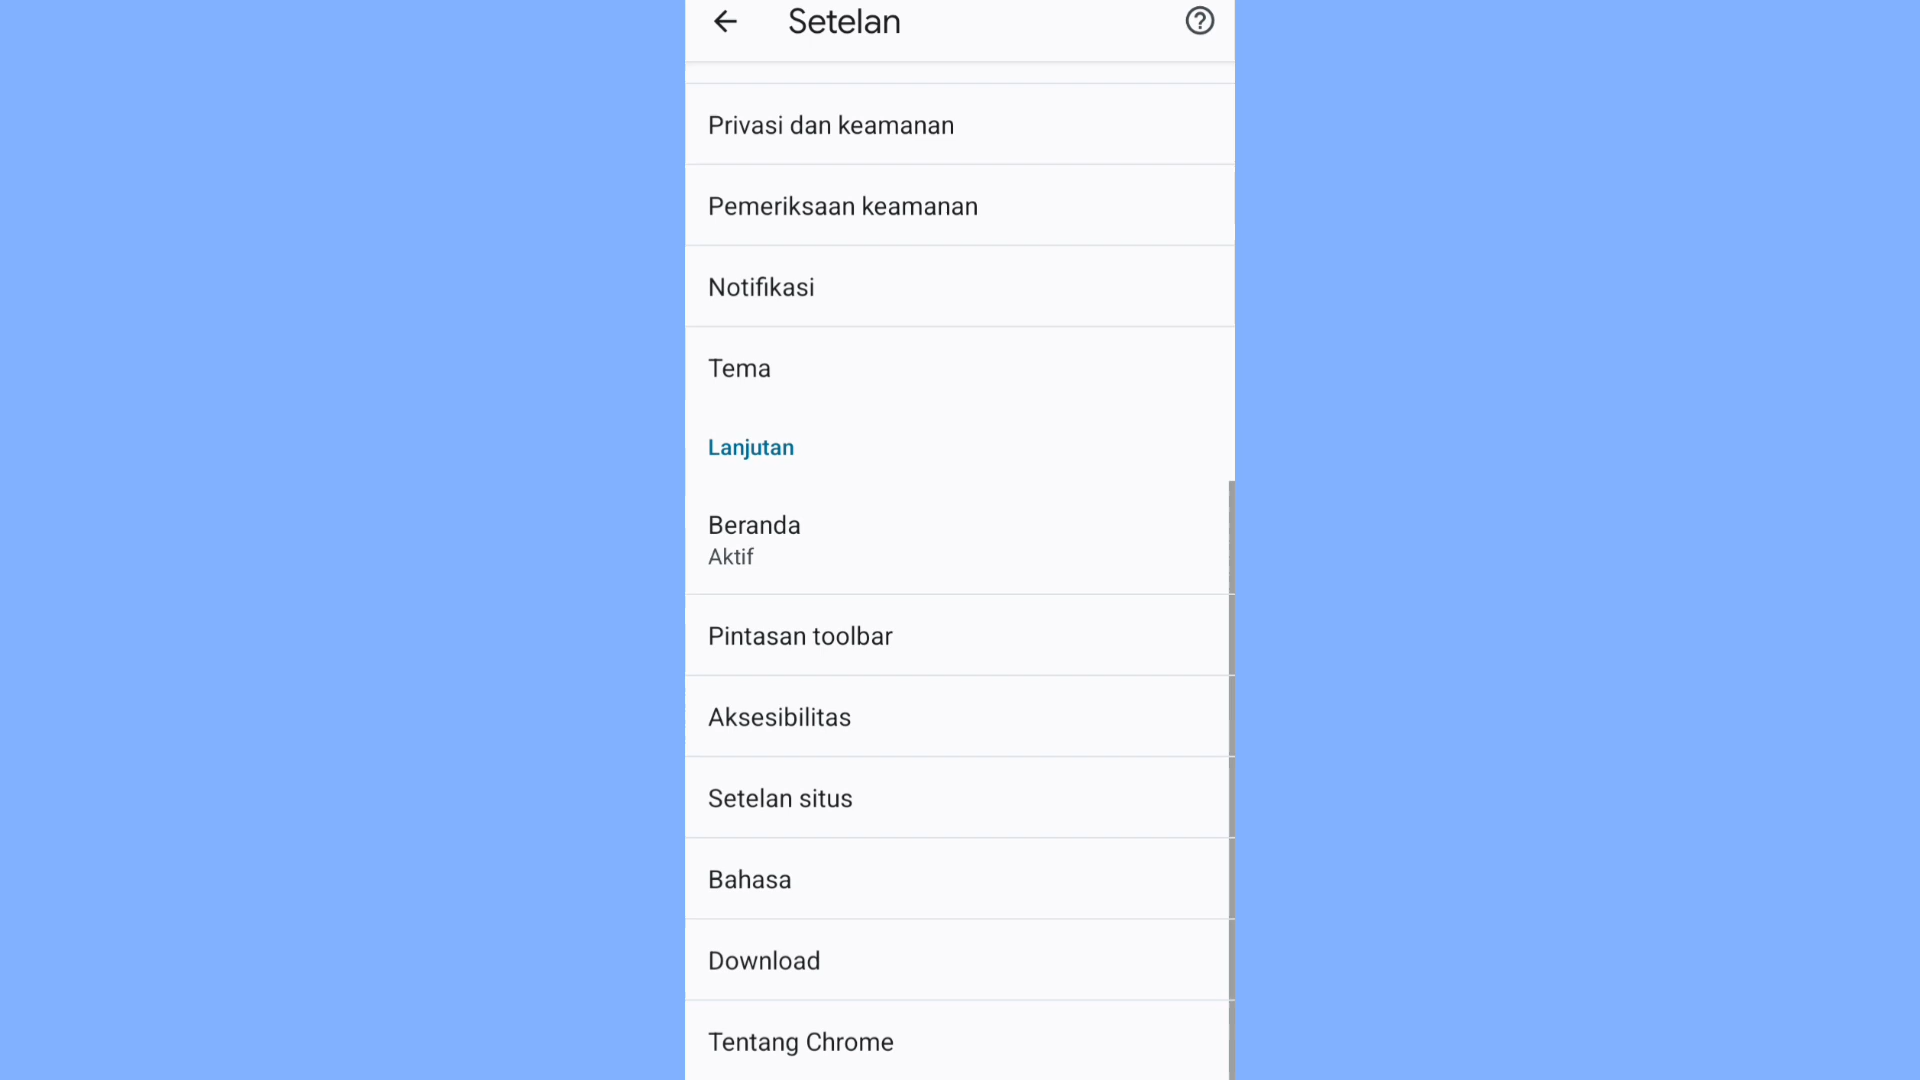 Setelan
Privasi dan keamanan
Pemeriksaan keamanan
Notifikasi
Tema
Lanjutan
Beranda
Aktif
Pintasan toolbar
Aksesibilitas
Setelan situs
Bahasa
Download
Tentang Chrome